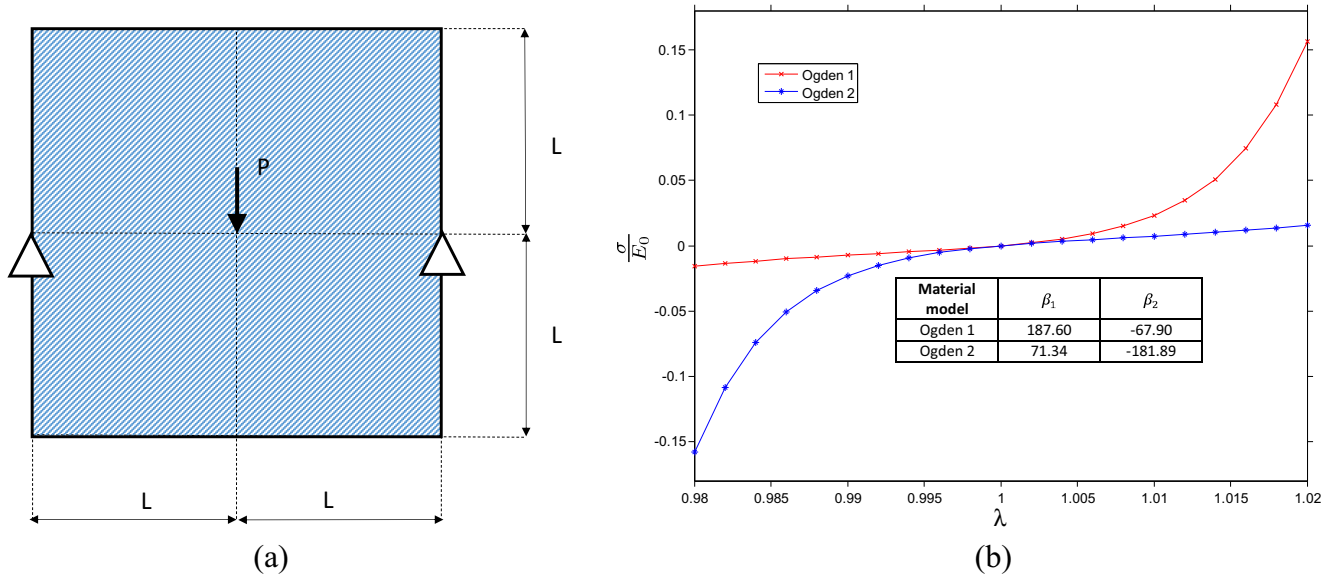 P
L
L
L
L
(a)
0.15
0.1
0.05
0
-0.05
-0.1
-0.15
σ
E₀
Ogden 1
Ogden 2
Material model β₁ β₂
Ogden 1 187.60 -67.90
Ogden 2 71.34 -181.89
0.98 0.985 0.99 0.995 1 1.005 1.01 1.015 1.02
λ
(b)